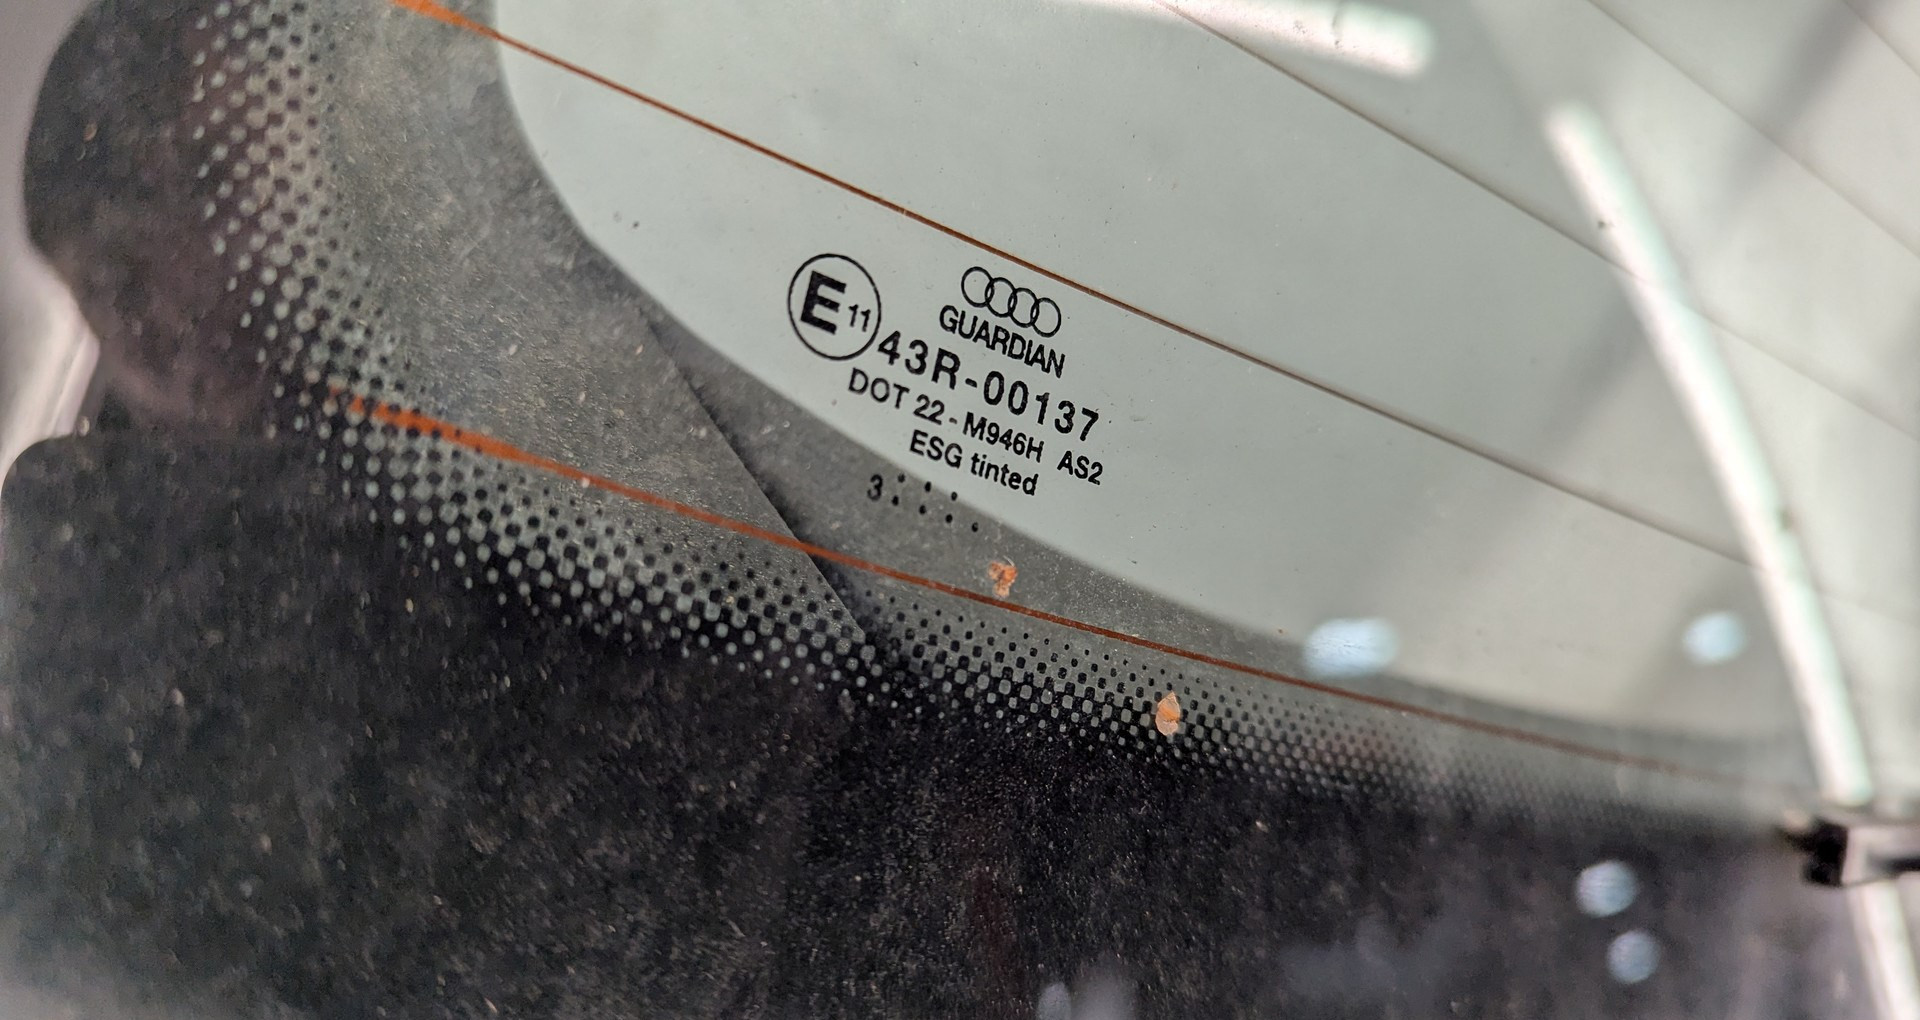 GUARDIAN
E 11 43R-00137
DOT 22-M946H AS2
ESG tinted
3